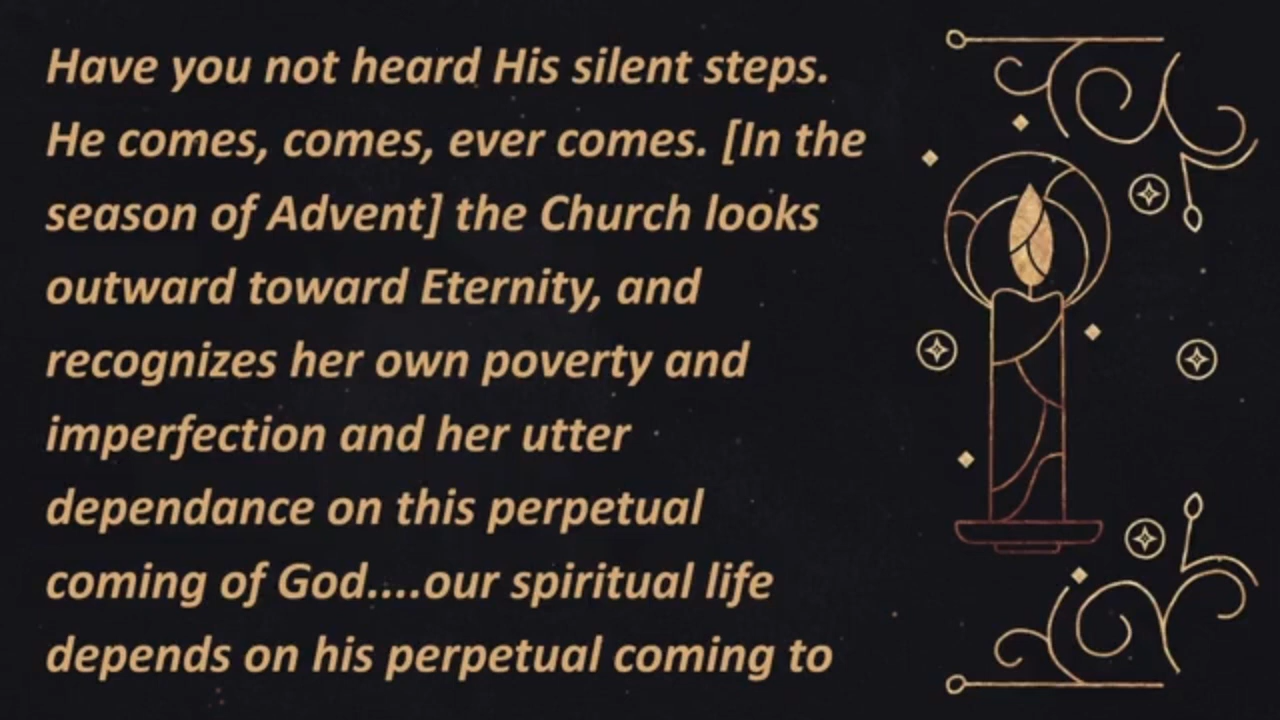 Have you not heard His silent steps.
He comes, comes, ever comes. [In the
season of Advent] the Church looks
outward toward Eternity, and
recognizes her own poverty and
imperfection and her utter
dependance on this perpetual
coming of God....our spiritual life
depends on his perpetual coming to